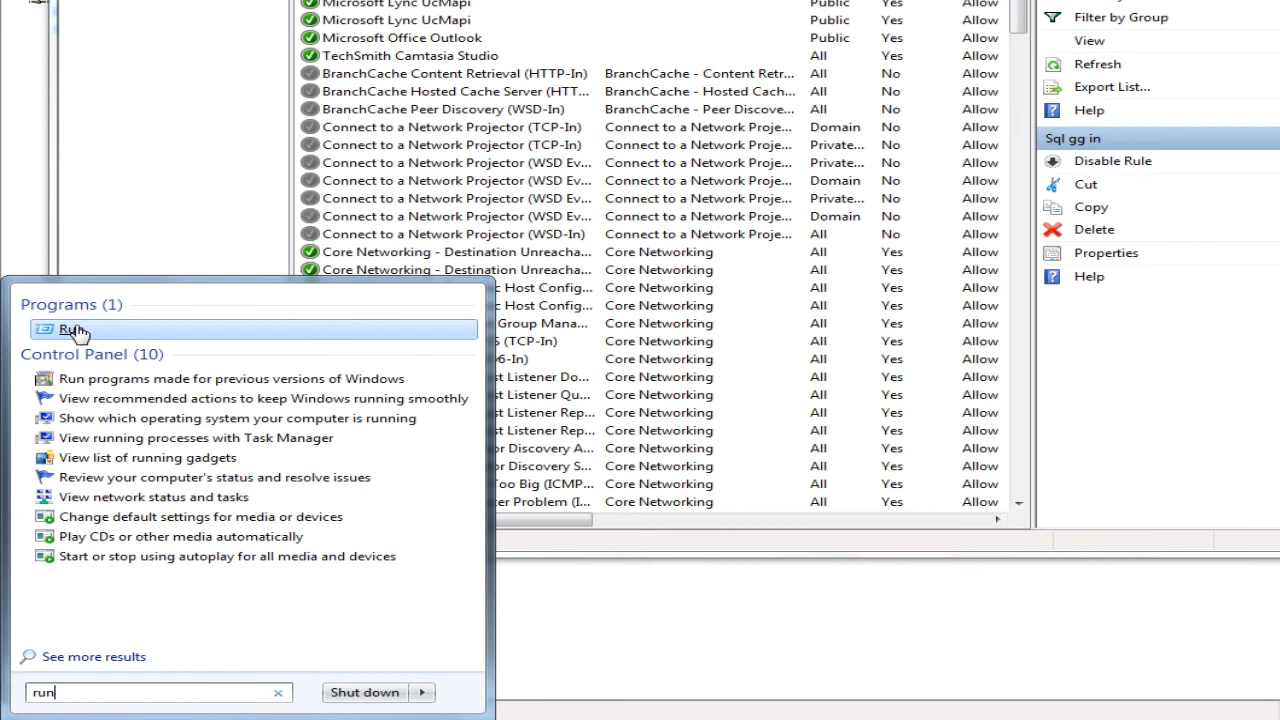 Microsoft Lync UcMapi Public Yes Allow
Microsoft Lync UcMapi Public Yes Allow
Microsoft Office Outlook Public Yes Allow
TechSmith Camtasia Studio All Yes Allow
BranchCache Content Retrieval (HTTP-In) BranchCache - Content Retr... All No Allow
BranchCache Hosted Cache Server (HTT... BranchCache - Hosted Cach... All No Allow
BranchCache Peer Discovery (WSD-In) BranchCache - Peer Discove... All No Allow
Connect to a Network Projector (TCP-In) Connect to a Network Proje... Domain No Allow
Connect to a Network Projector (TCP-In) Connect to a Network Proje... Private... No Allow
Connect to a Network Projector (WSD Ev... Connect to a Network Proje... Private... No Allow
Connect to a Network Projector (WSD Ev... Connect to a Network Proje... Domain No Allow
Connect to a Network Projector (WSD Ev... Connect to a Network Proje... Private... No Allow
Connect to a Network Projector (WSD Ev... Connect to a Network Proje... Domain No Allow
Connect to a Network Projector (WSD-In) Connect to a Network Proje... All No Allow
Core Networking - Destination Unreacha... Core Networking All Yes Allow
Core Networking - Destination Unreacha... Core Networking All Yes Allow
c Host Config... Core Networking All Yes Allow
Host Config... Core Networking All Yes Allow
Group Mana... Core Networking All Yes Allow
(TCP-In) Core Networking All Yes Allow
-In) Core Networking All Yes Allow
st Listener Do... Core Networking All Yes Allow
st Listener Qu... Core Networking All Yes Allow
st Listener Rep... Core Networking All Yes Allow
st Listener Rep... Core Networking All Yes Allow
r Discovery A... Core Networking All Yes Allow
r Discovery S... Core Networking All Yes Allow
Too Big (ICMP... Core Networking All Yes Allow
ter Problem (I... Core Networking All Yes Allow
Filter by Group
View
Refresh
Export List...
Help
Sql gg in
Disable Rule
Cut
Copy
Delete
Properties
Help
Programs (1)
Run
Control Panel (10)
Run programs made for previous versions of Windows
View recommended actions to keep Windows running smoothly
Show which operating system your computer is running
View running processes with Task Manager
View list of running gadgets
Review your computer's status and resolve issues
View network status and tasks
Change default settings for media or devices
Play CDs or other media automatically
Start or stop using autoplay for all media and devices
See more results
run
Shut down